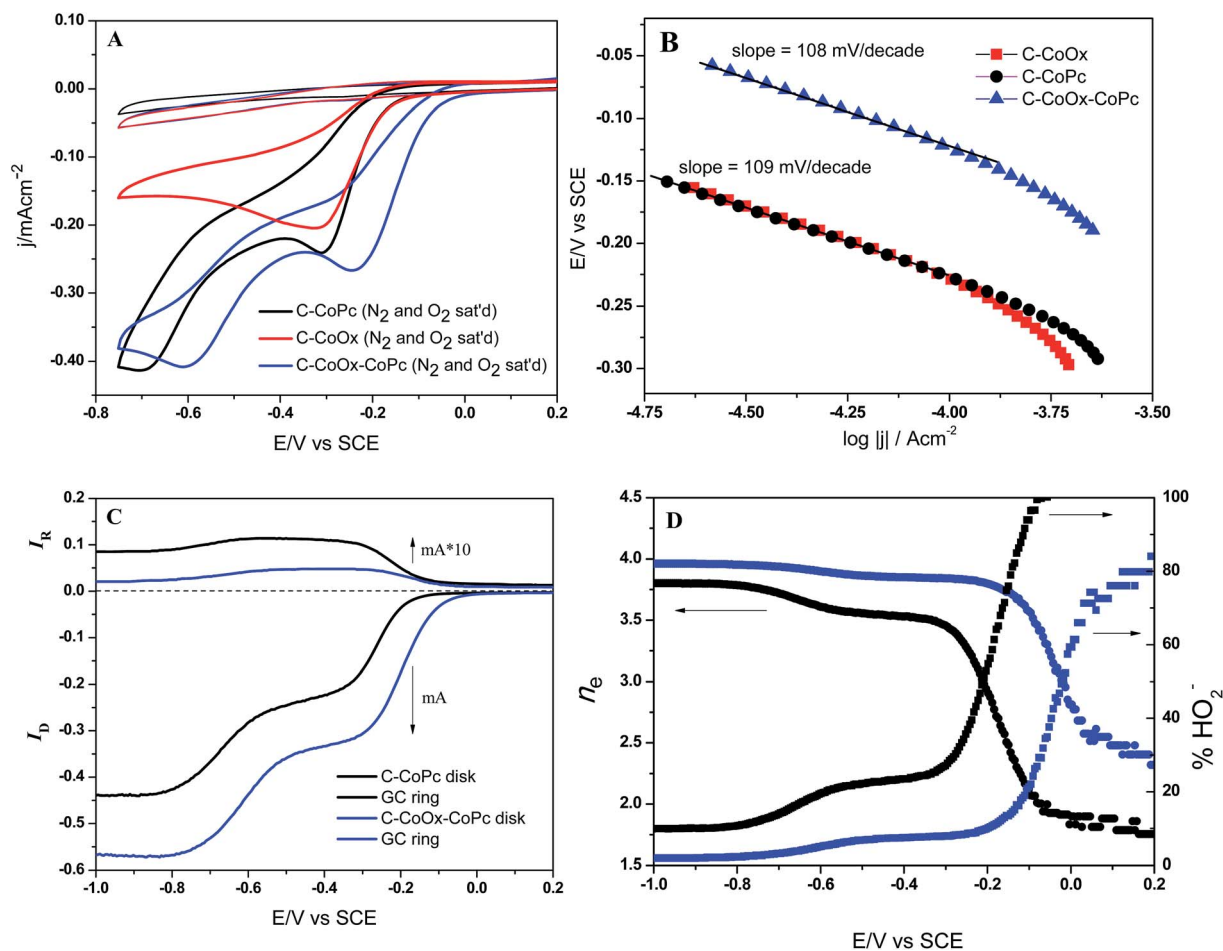 A
0.10
0.00
-0.10
-0.20
-0.30
-0.40
j/mAcm⁻²
C-CoPc (N₂ and O₂ sat'd)
C-CoOx (N₂ and O₂ sat'd)
C-CoOx-CoPc (N₂ and O₂ sat'd)
-0.8 -0.6 -0.4 -0.2 0.0 0.2
E/V vs SCE
B
slope = 108 mV/decade
C-CoOx
C-CoPc
C-CoOx-CoPc
slope = 109 mV/decade
-0.05
-0.10
-0.15
-0.20
-0.25
-0.30
E/V vs SCE
-4.75 -4.50 -4.25 -4.00 -3.75 -3.50
log |j| / Acm⁻²
C
0.2
0.1
0.0
-0.1
-0.2
-0.3
-0.4
-0.5
-0.6
I_R
I_D
mA*10
mA
C-CoPc disk
GC ring
C-CoOx-CoPc disk
GC ring
-1.0 -0.8 -0.6 -0.4 -0.2 0.0 0.2
E/V vs SCE
D
4.5
4.0
3.5
3.0
2.5
2.0
1.5
nₑ
100
80
60
40
20
0
% HO₂⁻
-1.0 -0.8 -0.6 -0.4 -0.2 0.0 0.2
E/V vs SCE